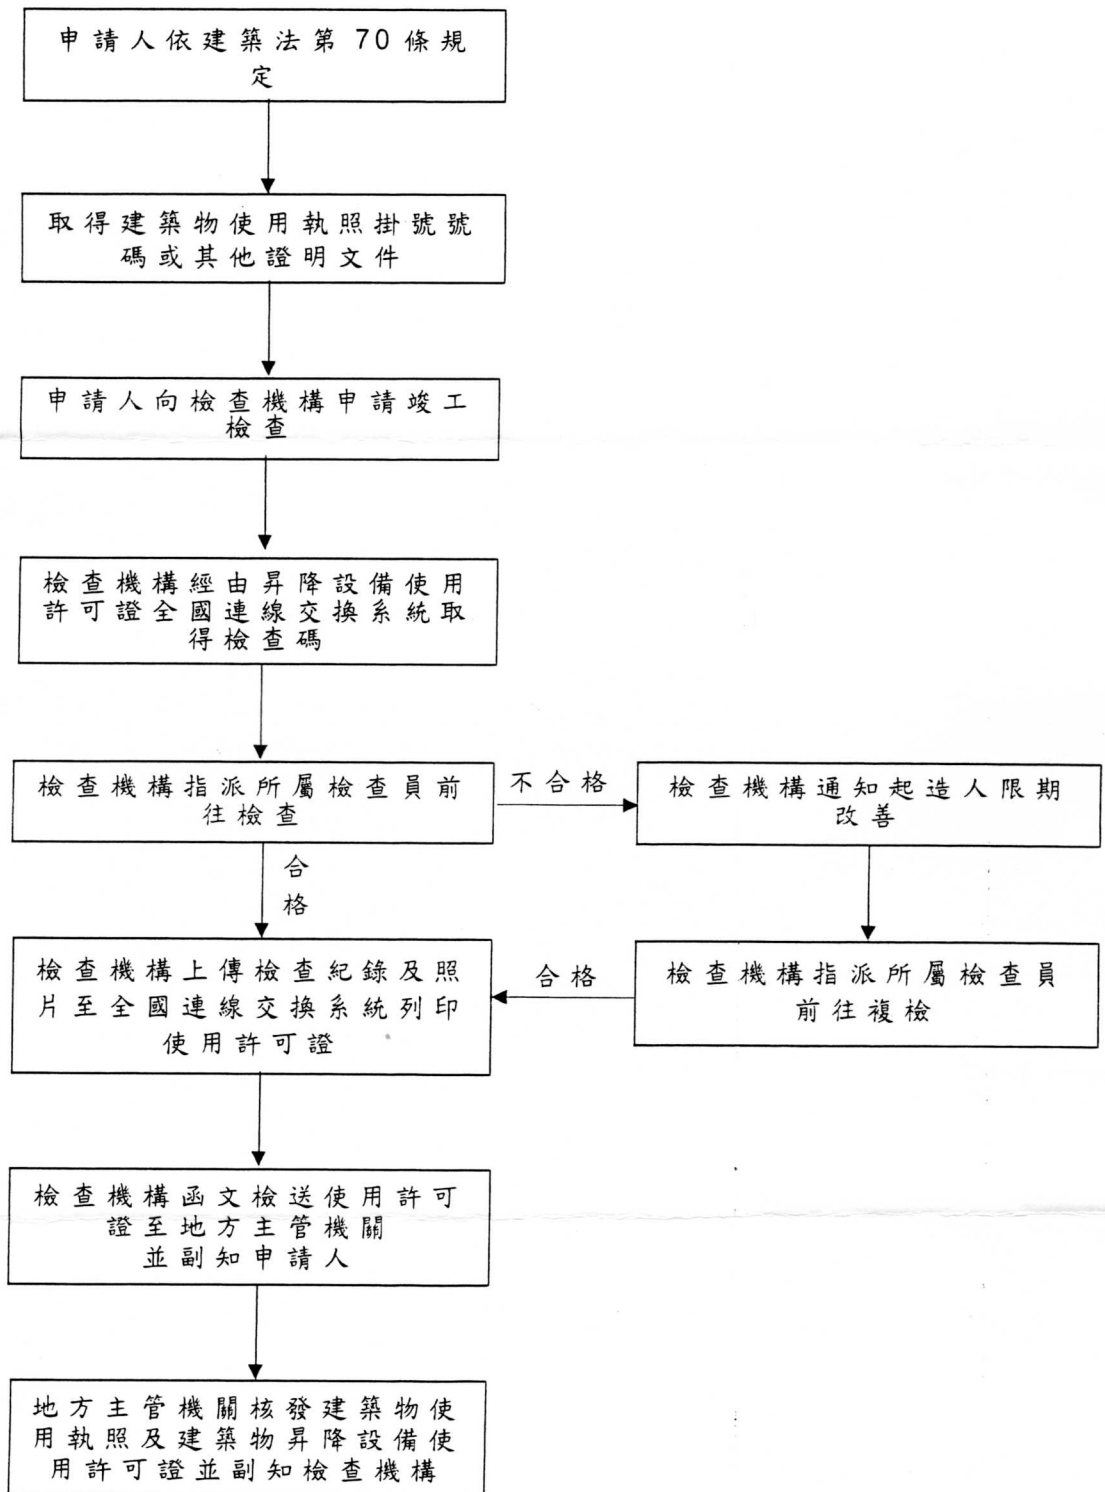 申請人依建築法第 70 條規
定
取得建築物使用執照掛號號
碼或其他證明文件
申請人向檢查機構申請竣工
檢查
檢查機構經由昇降設備使用
許可證全國連線交換系統取
得檢查碼
檢查機構指派所屬檢查員前
往檢查
不合格
檢查機構通知起造人限期
改善
合
格
檢查機構上傳檢查紀錄及照
片至全國連線交換系統列印
使用許可證
合格
檢查機構指派所屬檢查員
前往複檢
檢查機構函文檢送使用許可
證至地方主管機關
並副知申請人
地方主管機關核發建築物使
用執照及建築物昇降設備使
用許可證並副知檢查機構